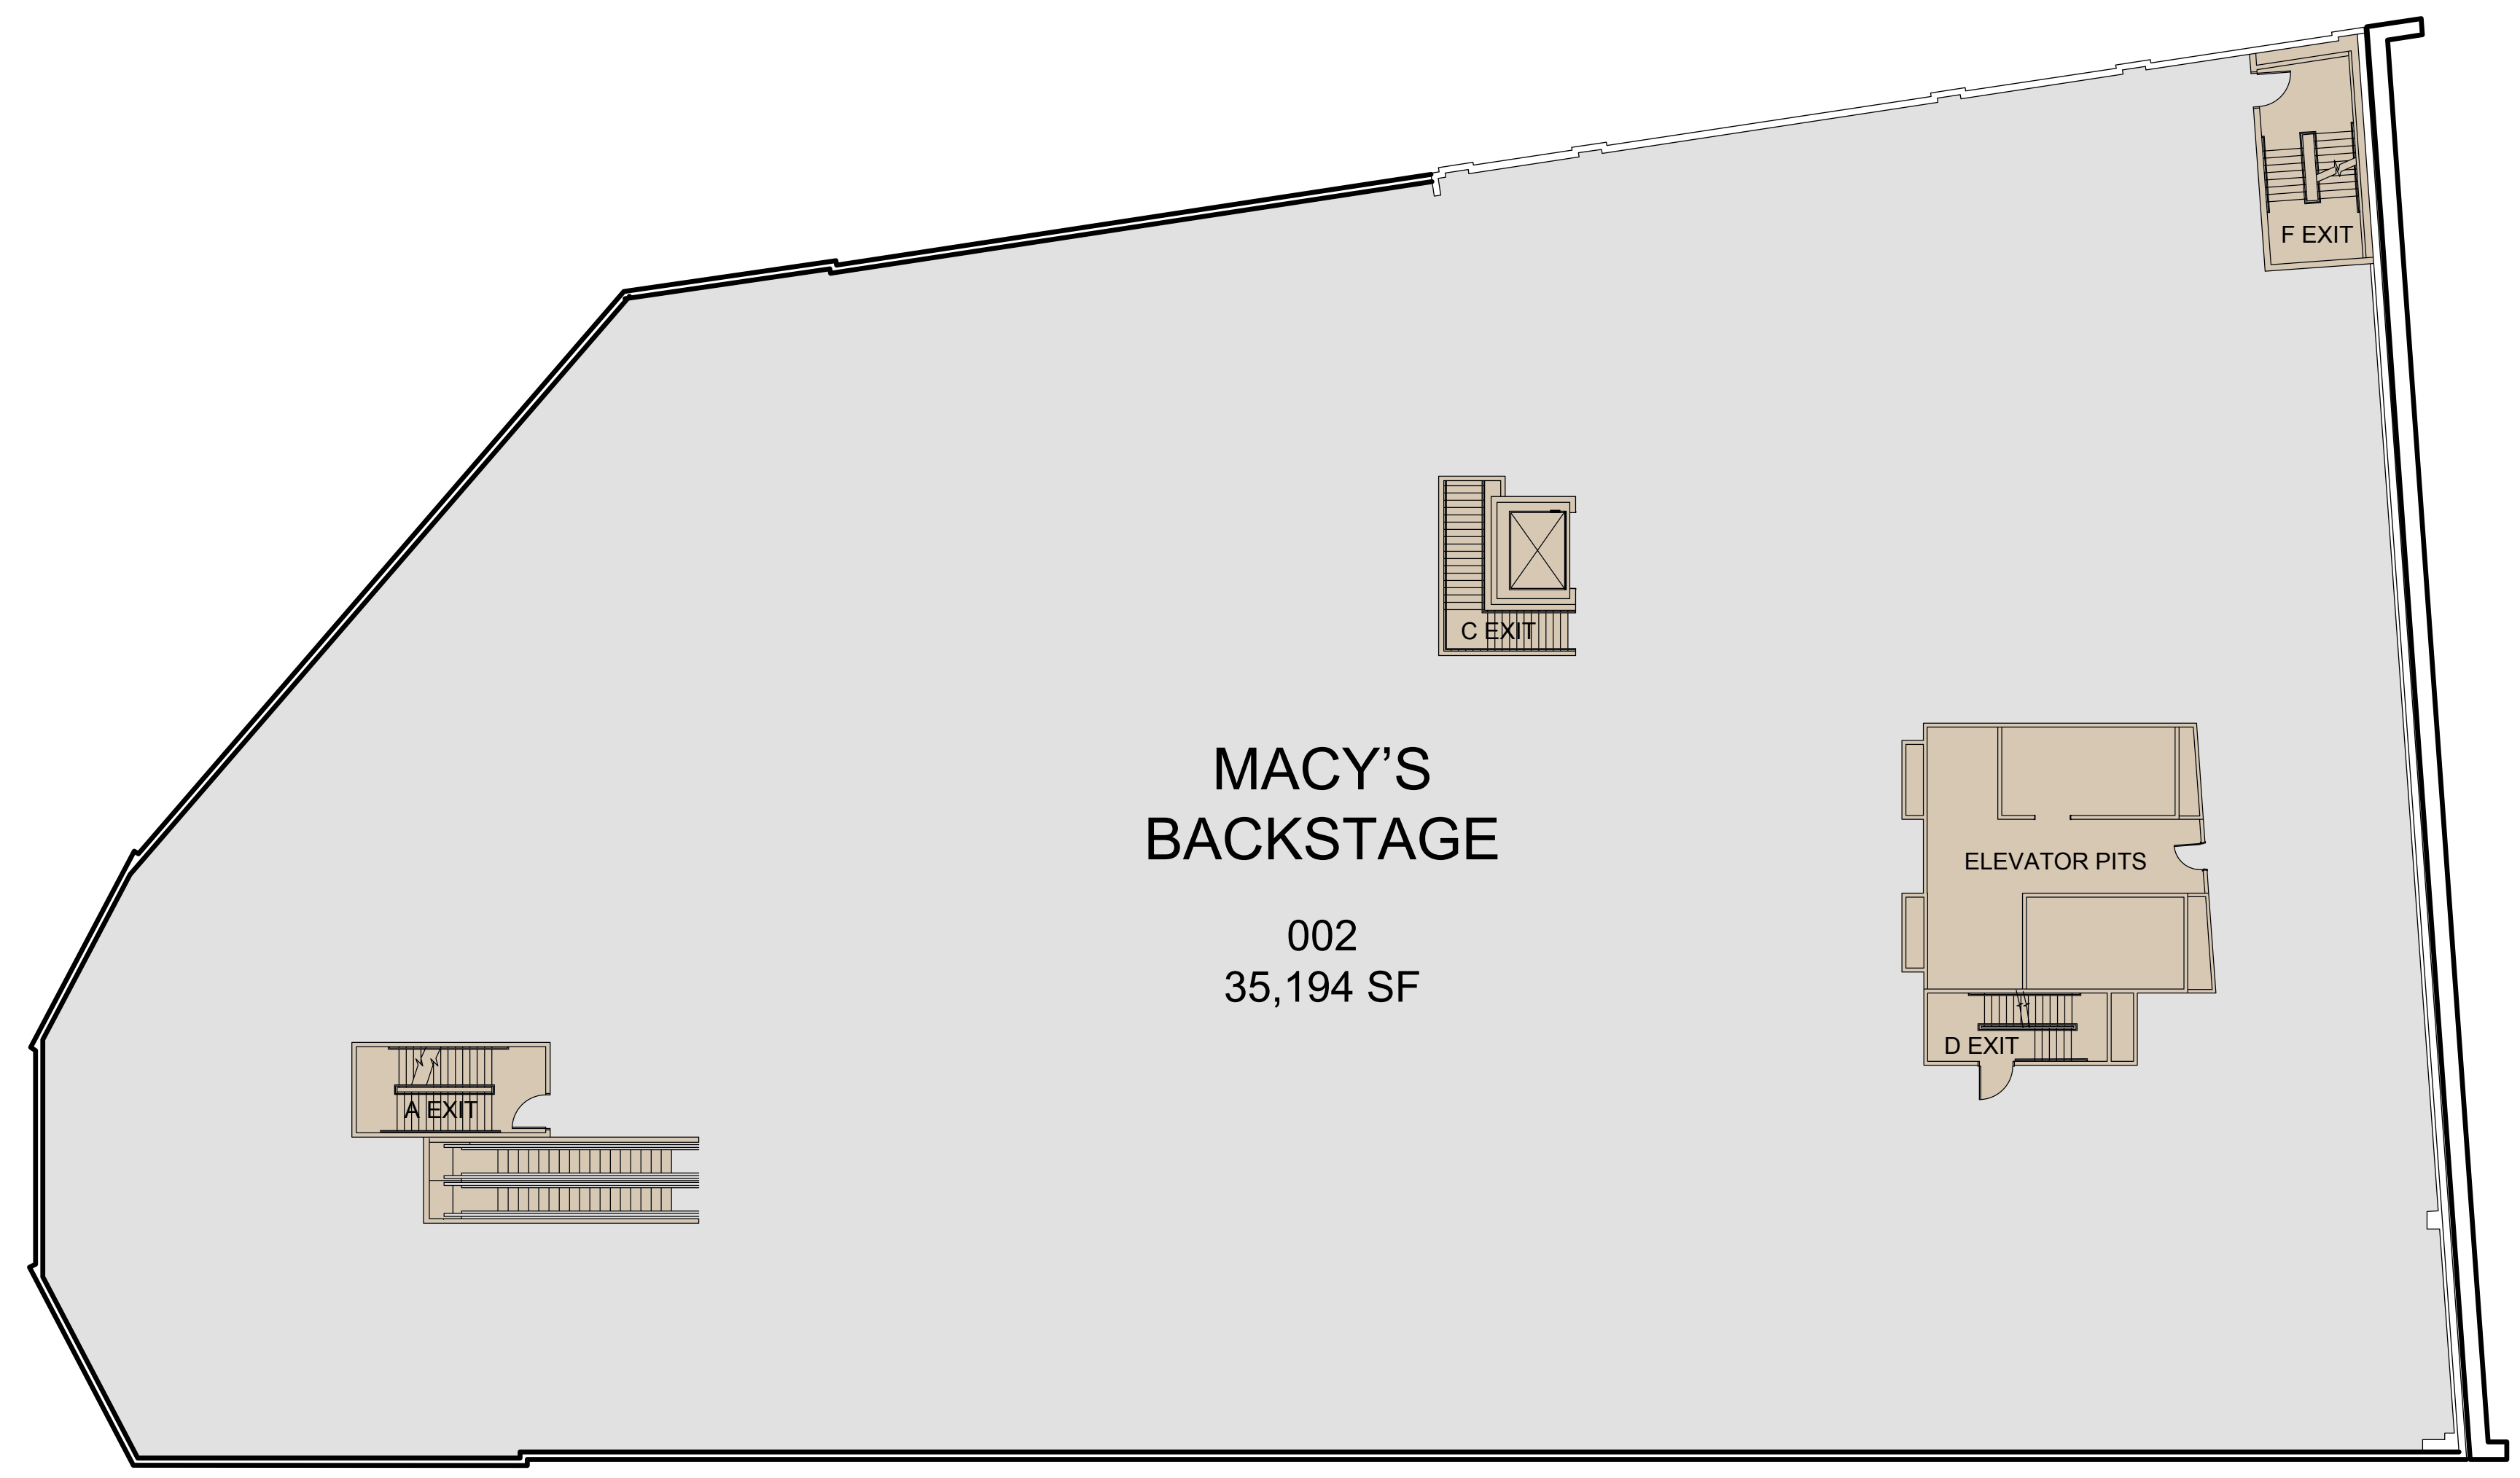 F EXIT
C EXIT
MACY’S
BACKSTAGE
ELEVATOR PITS
002
35,194 SF
D EXIT
A EXIT